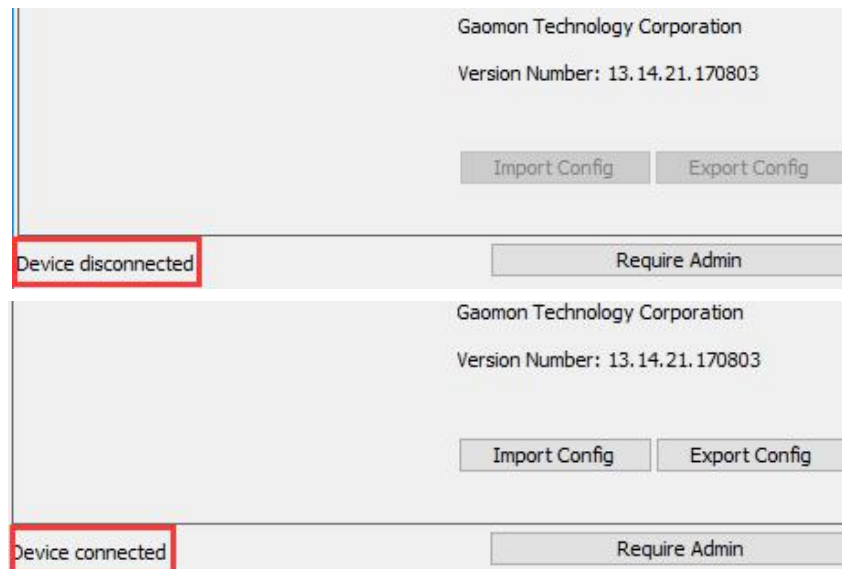 Gaomon Technology Corporation
Version Number: 13.14.21.170803
Import Config Export Config
Device disconnected Require Admin
Gaomon Technology Corporation
Version Number: 13.14.21.170803
Import Config Export Config
Device connected Require Admin